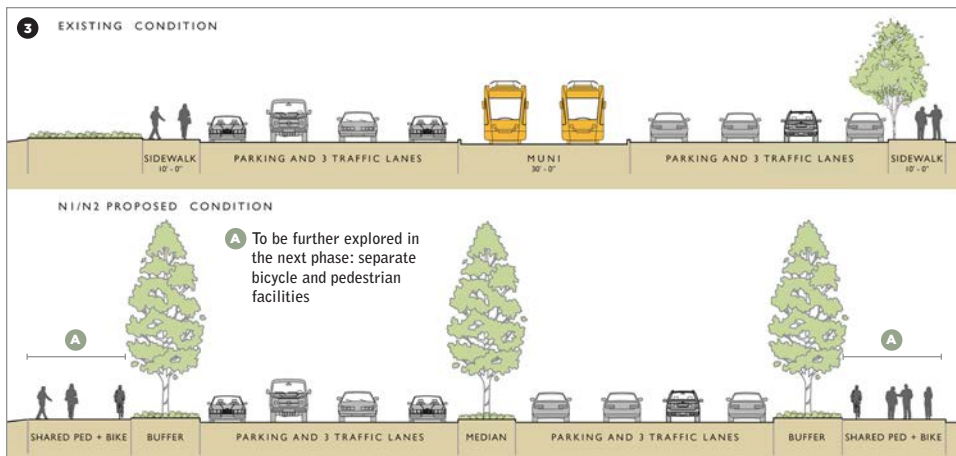 3 EXISTING CONDITION
SIDEWALK
10' - 0"
PARKING AND 3 TRAFFIC LANES
MUNI
30' - 0"
PARKING AND 3 TRAFFIC LANES
SIDEWALK
10' - 0"
N1/N2 PROPOSED CONDITION
A To be further explored in
the next phase: separate
bicycle and pedestrian
facilities
A
A
SHARED PED + BIKE
BUFFER
PARKING AND 3 TRAFFIC LANES
MEDIAN
PARKING AND 3 TRAFFIC LANES
BUFFER
SHARED PED + BIKE